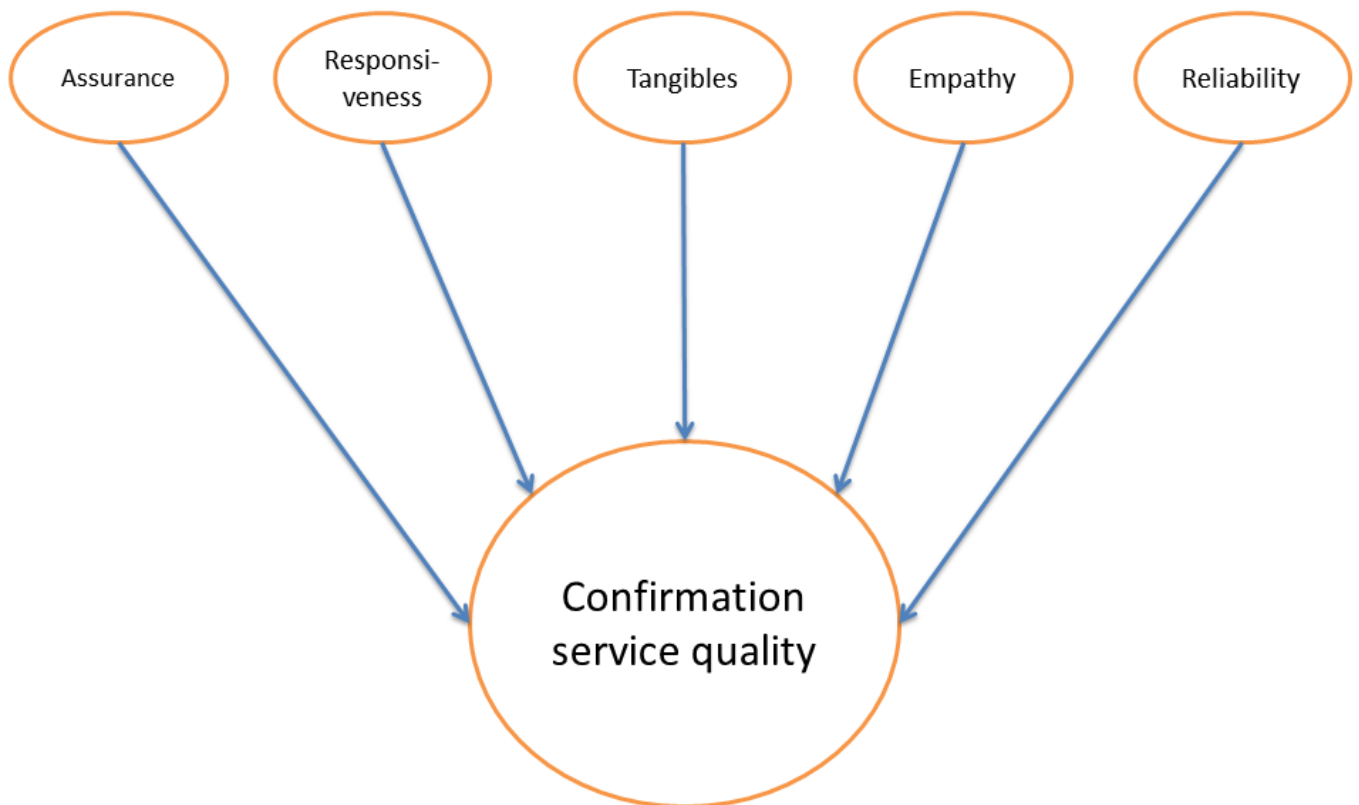 Assurance
Responsi-
veness
Tangibles
Empathy
Reliability
Confirmation
service quality